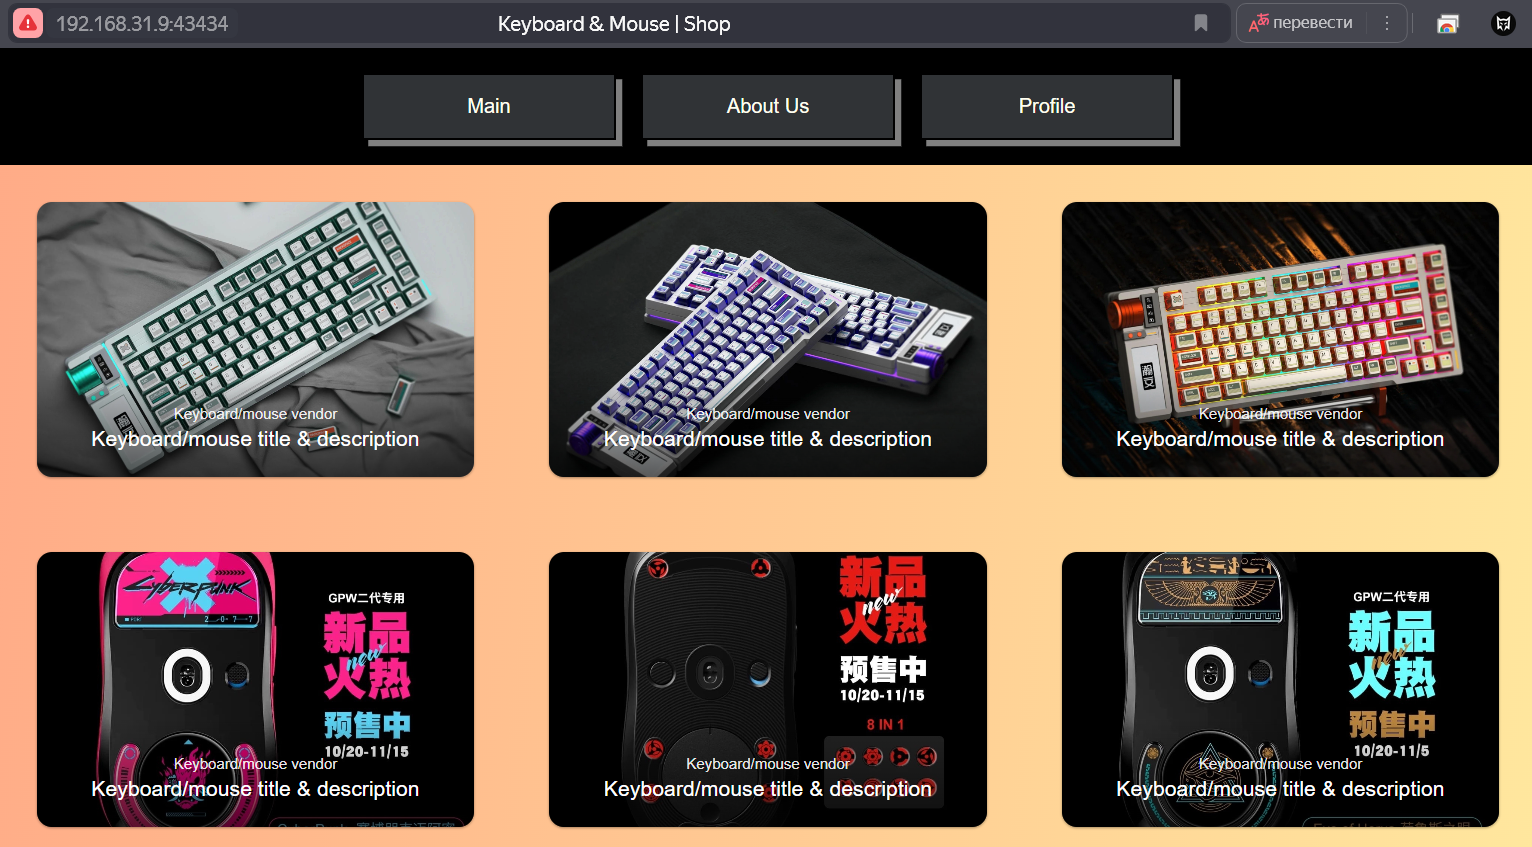 192.168.31.9:43434
Keyboard & Mouse | Shop
перевести
Main
About Us
Profile
Keyboard/mouse vendor
Keyboard/mouse title & description
Keyboard/mouse vendor
Keyboard/mouse title & description
Keyboard/mouse vendor
Keyboard/mouse title & description
CYBERPUNK
2-0-7-7
GPW二代专用
新品
new
火热
预售中
10/20-11/15
Keyboard/mouse vendor
Keyboard/mouse title & description
新品
new
火热
预售中
10/20-11/15
8 IN 1
Keyboard/mouse vendor
Keyboard/mouse title & description
GPW二代专用
新品
new
火热
预售中
10/20-11/5
Keyboard/mouse vendor
Keyboard/mouse title & description